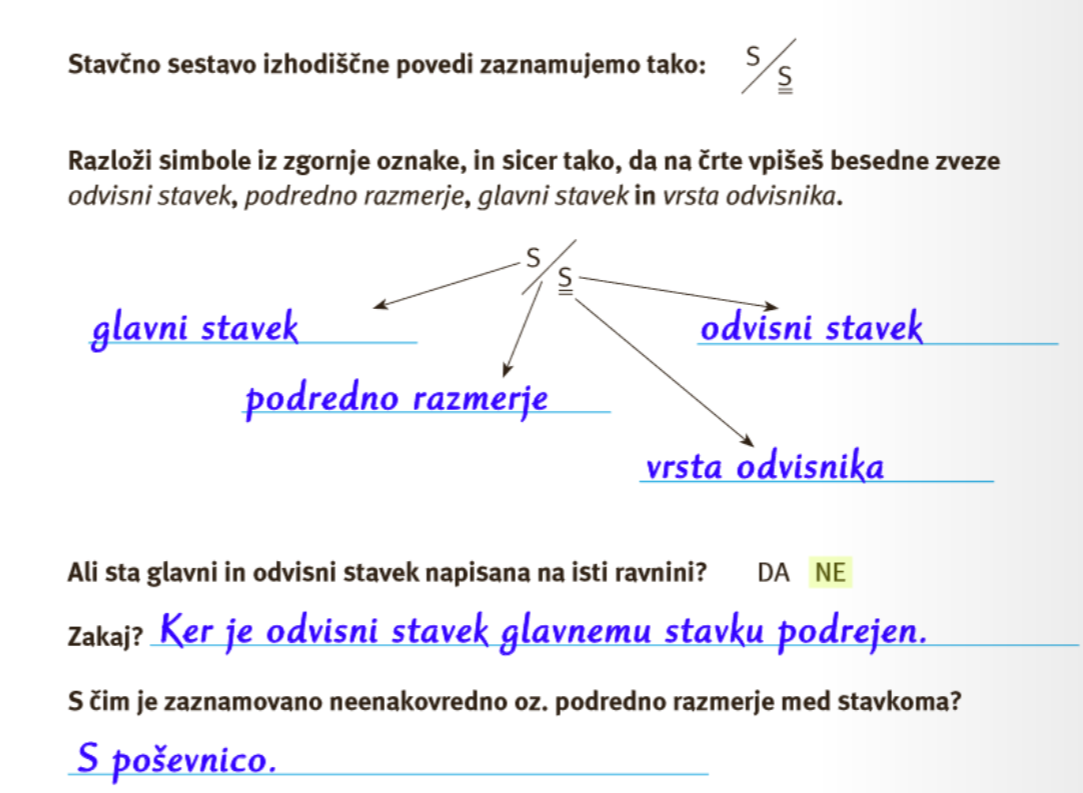 Stavčno sestavo izhodiščne povedi zaznamujemo tako: S/S
Razloži simbole iz zgornje oznake, in sicer tako, da na črte vpišeš besedne zveze
odvisni stavek, podredno razmerje, glavni stavek in vrsta odvisnika.
S/S
glavni stavek
odvisni stavek
podredno razmerje
vrsta odvisnika
Ali sta glavni in odvisni stavek napisana na isti ravnini? DA NE
Zakaj? Ker je odvisni stavek glavnemu stavku podrejen.
S čim je zaznamovano neenakovredno oz. podredno razmerje med stavkoma?
S poševnico.